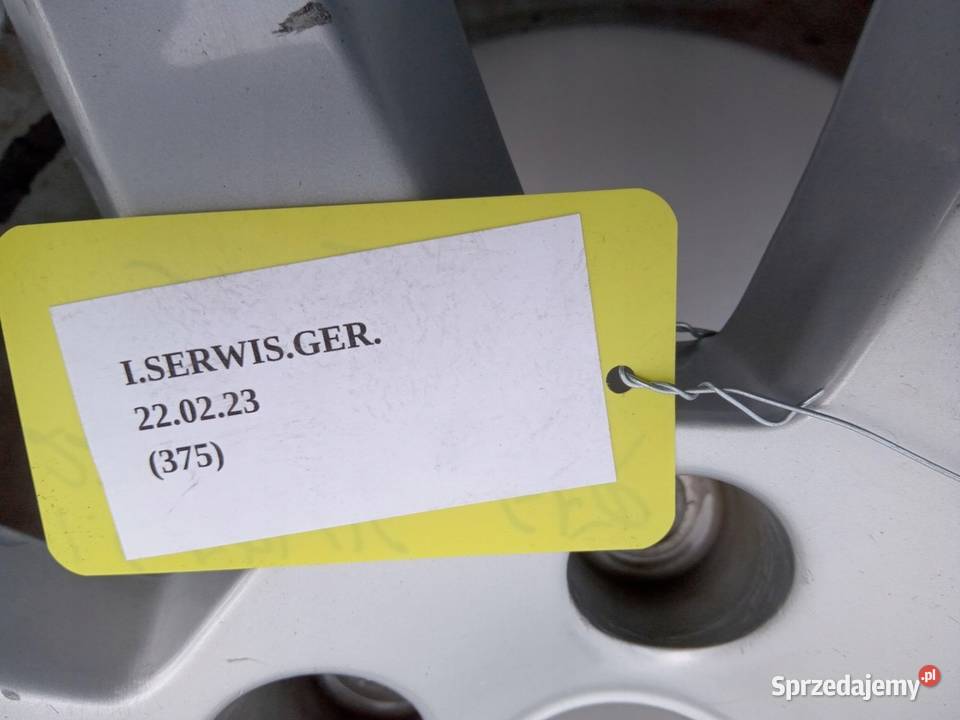 I.SERWIS.GER.
22.02.23
(375)
Sprzedajemy.pl